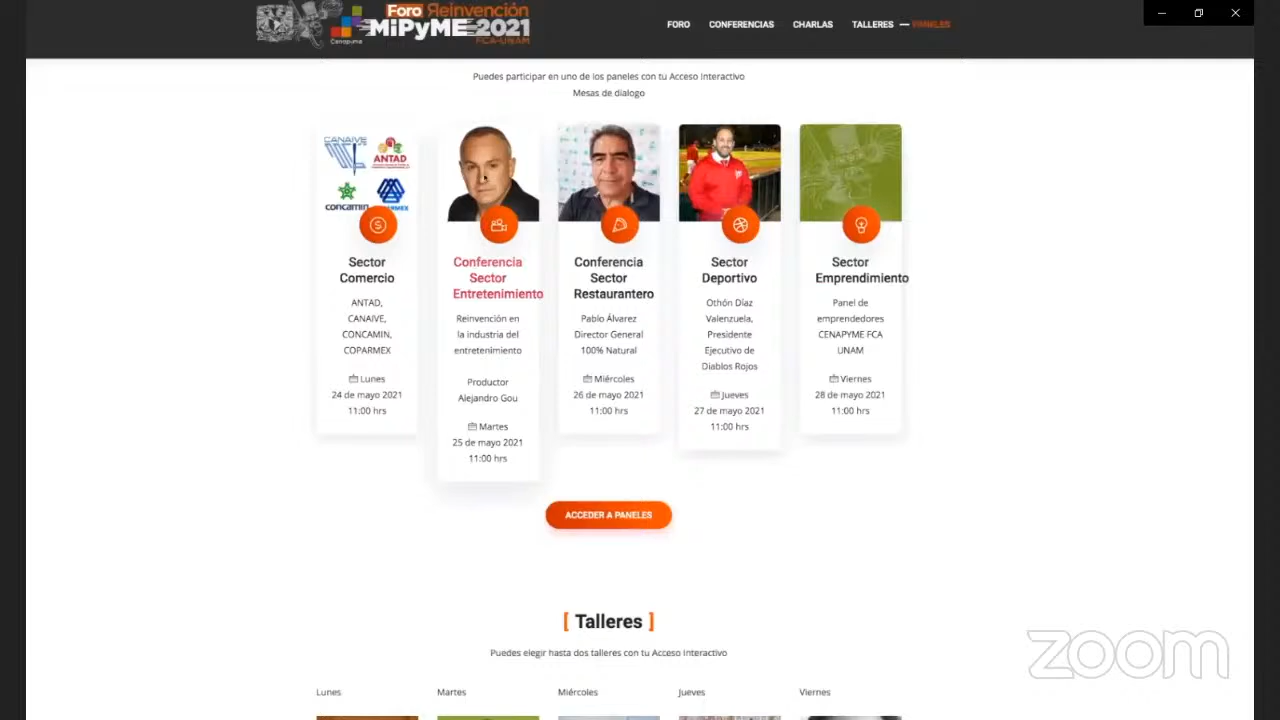 Foro Reinvención
MiPyME 2021
FCA-UNAM
Cenapyme
FORO CONFERENCIAS CHARLAS TALLERES PANELES
Puedes participar en uno de los paneles con tu Acceso Interactivo
Mesas de dialogo
CANAIVE
ANTAD
concamin
Sector
Comercio
ANTAD,
CANAIVE,
CONCAMIN,
COPARMEX
Lunes
24 de mayo 2021
11:00 hrs
Conferencia
Sector
Entretenimiento
Reinvención en
la industria del
entretenimiento
Productor
Alejandro Gou
Martes
25 de mayo 2021
11:00 hrs
Conferencia
Sector
Restaurantero
Pablo Álvarez
Director General
100% Natural
Miércoles
26 de mayo 2021
11:00 hrs
Sector
Deportivo
Othón Díaz
Valenzuela,
Presidente
Ejecutivo de
Diablos Rojos
Jueves
27 de mayo 2021
11:00 hrs
Sector
Emprendimiento
Panel de
emprendedores
CENAPYME FCA
UNAM
Viernes
28 de mayo 2021
11:00 hrs
ACCEDER A PANELES
[ Talleres ]
Puedes elegir hasta dos talleres con tu Acceso Interactivo
Lunes Martes Miércoles Jueves Viernes
zoom